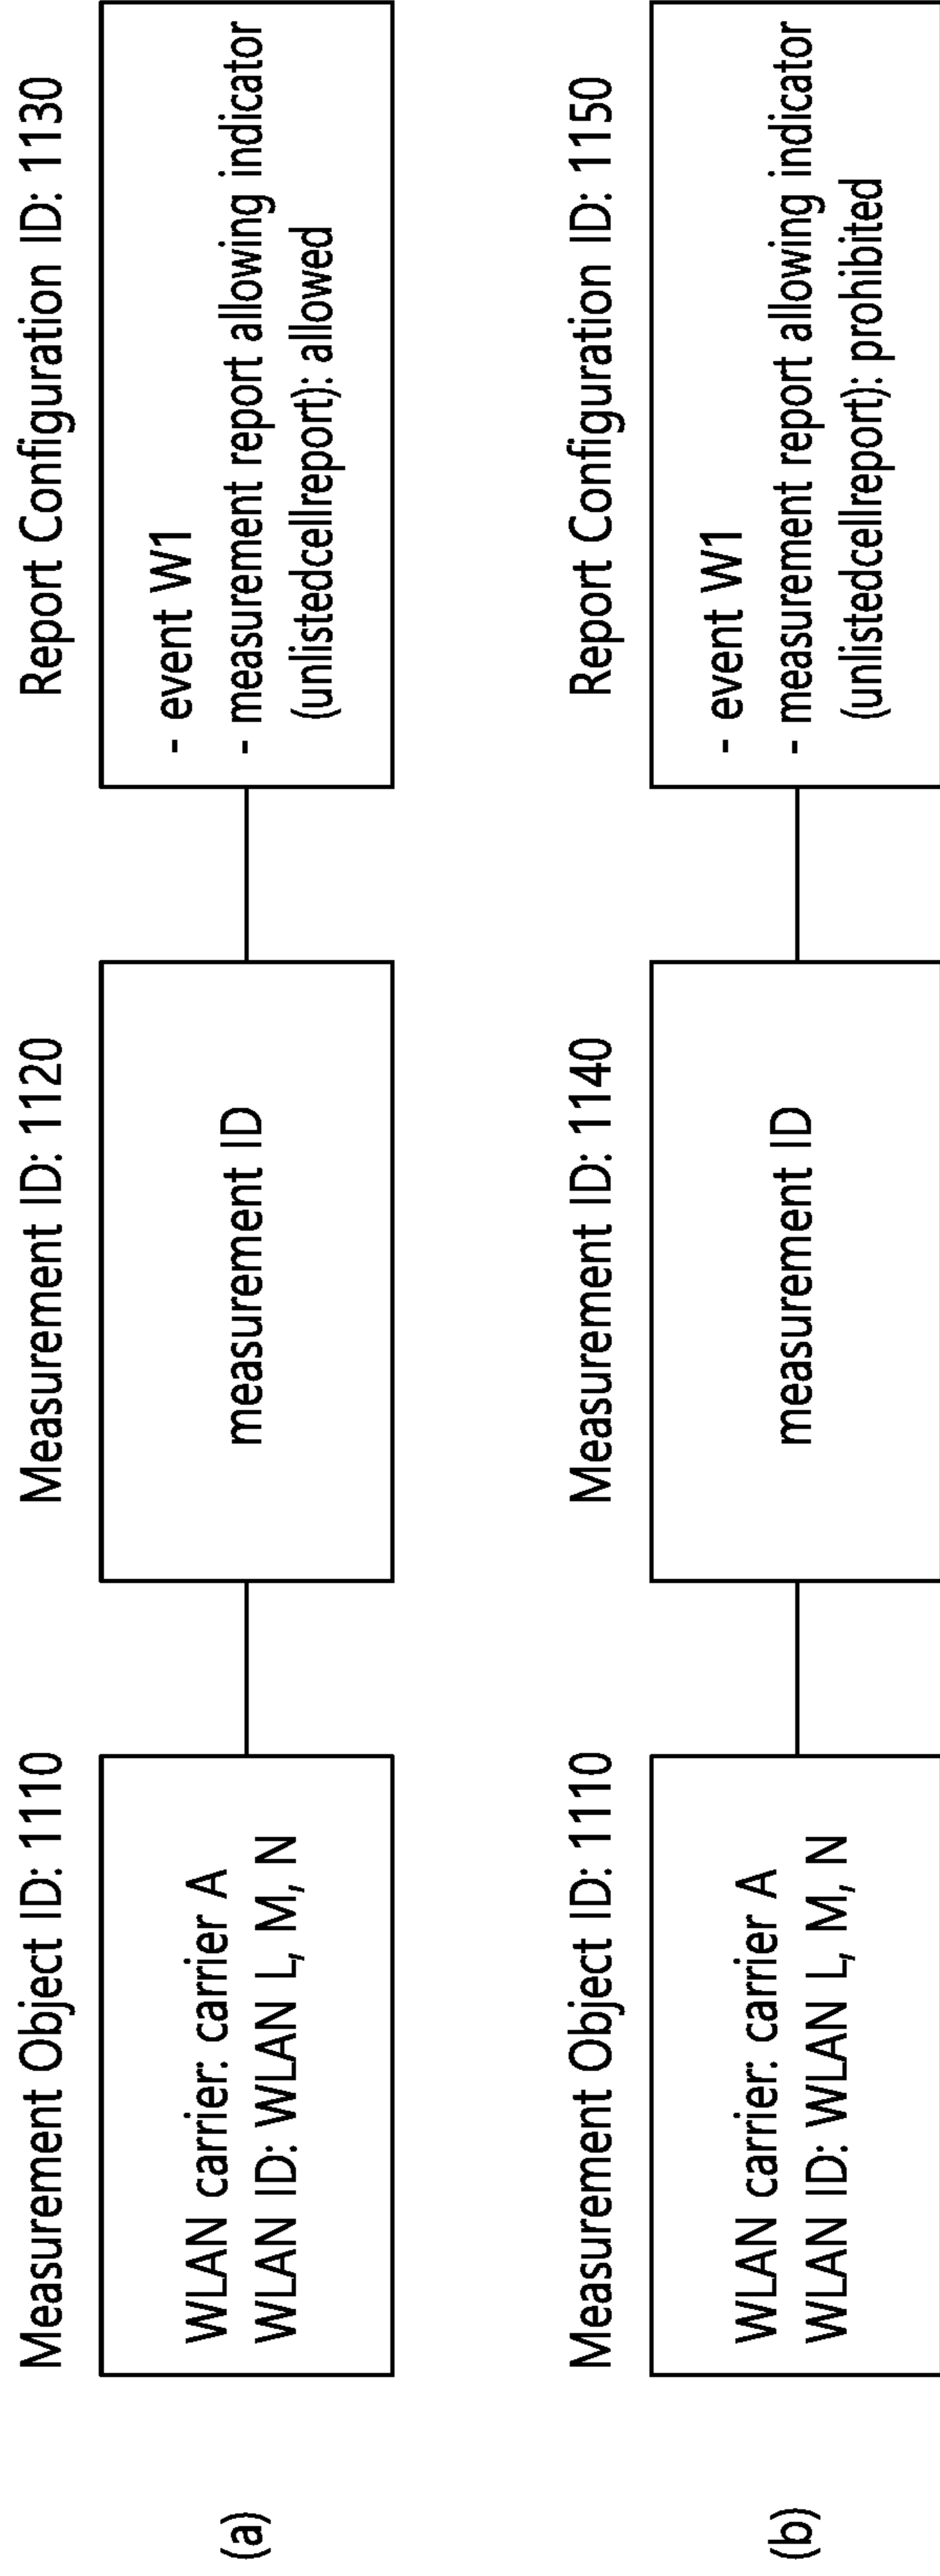 (a)
Measurement Object ID: 1110
WLAN carrier: carrier A
WLAN ID: WLAN L, M, N
Measurement ID: 1120
measurement ID
Report Configuration ID: 1130
- event W1
- measurement report allowing indicator
(unlistedcellreport): allowed
(b)
Measurement Object ID: 1110
WLAN carrier: carrier A
WLAN ID: WLAN L, M, N
Measurement ID: 1140
measurement ID
Report Configuration ID: 1150
- event W1
- measurement report allowing indicator
(unlistedcellreport): prohibited